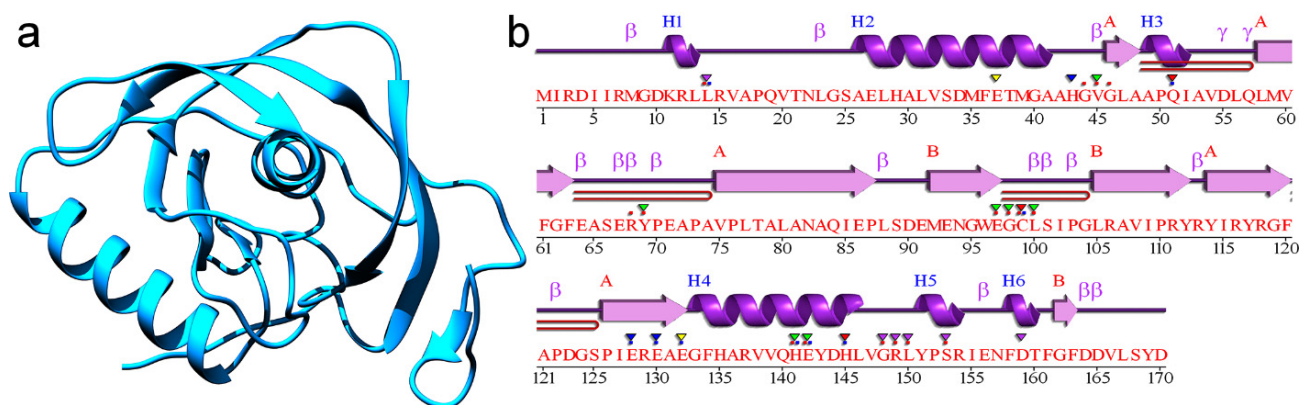 a
b
β H1 β H2 β A H3 γ γ A
MIRDIIRMGDKRLLRVAPQVTNLGSAELHALVSDMFETMGAAHGVGLAAPQIAVDLQLMV
1 5 10 15 20 25 30 35 40 45 50 55 60
β ββ β A β B ββ β B β A
FGFEASERYPEAPAVPLTALANAQIEPLSDEMENGWEGCLSIPGLRAVIPRYRYIRYRGF
61 65 70 75 80 85 90 95 100 105 110 115 120
β A H4 H5 β H6 B ββ
APDGSPIEREAEGFHARVVQHEYDHLVGRLYPSRIENFDTFGFDDVLSYD
121 125 130 135 140 145 150 155 160 165 170